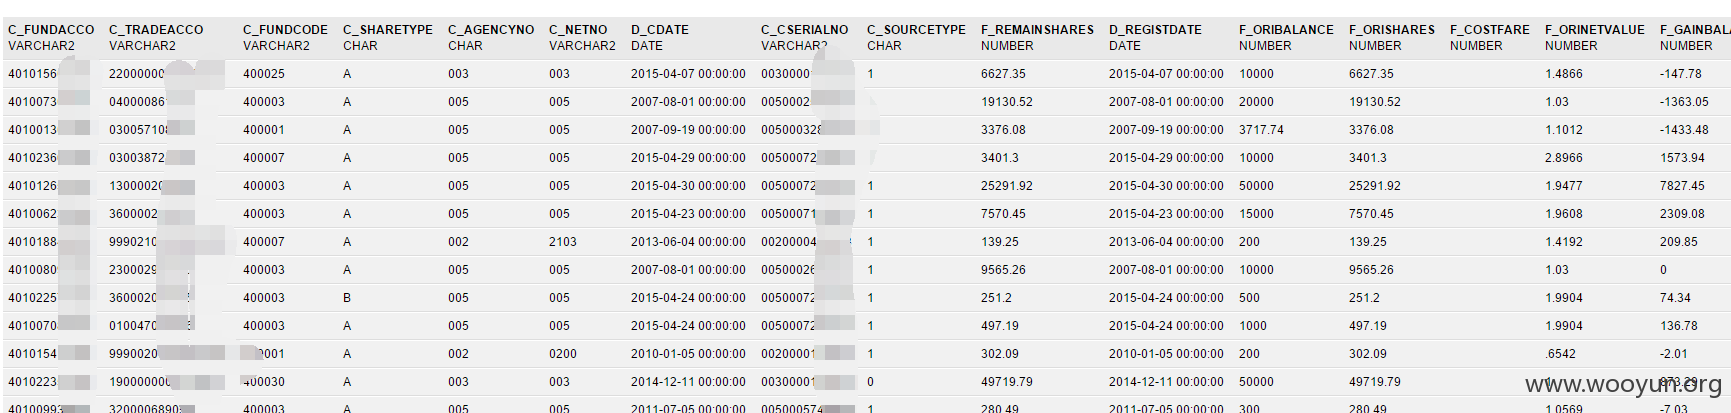 C_FUNDACCO C_TRADEACCO C_FUNDCODE C_SHARETYPE C_AGENCYNO C_NETNO D_CDATE C_CSERIALNO C_SOURCETYPE F_REMAINSHARES D_REGISTDATE F_ORIBALANCE F_ORISHARES F_COSTFARE F_ORINETVALUE F_GAINBAL
VARCHAR2 VARCHAR2 VARCHAR2 CHAR CHAR VARCHAR2 DATE VARCHAR2 CHAR NUMBER DATE NUMBER NUMBER NUMBER NUMBER NUMBER
4010156 22000000 400025 A 003 003 2015-04-07 00:00:00 0030000 1 6627.35 2015-04-07 00:00:00 10000 6627.35 1.4866 -147.78
4010073 04000086 400003 A 005 005 2007-08-01 00:00:00 0050002 19130.52 2007-08-01 00:00:00 20000 19130.52 1.03 -1363.05
4010013 03005710 400001 A 005 005 2007-09-19 00:00:00 00500032 3376.08 2007-09-19 00:00:00 3717.74 3376.08 1.1012 -1433.48
4010236 03003872 400007 A 005 005 2015-04-29 00:00:00 00500072 3401.3 2015-04-29 00:00:00 10000 3401.3 2.8966 1573.94
4010126 13000020 400003 A 005 005 2015-04-30 00:00:00 00500072 1 25291.92 2015-04-30 00:00:00 50000 25291.92 1.9477 7827.45
4010062 3600002 400003 A 005 005 2015-04-23 00:00:00 00500071 1 7570.45 2015-04-23 00:00:00 15000 7570.45 1.9608 2309.08
4010188 9990210 400007 A 002 2103 2013-06-04 00:00:00 0020004 1 139.25 2013-06-04 00:00:00 200 139.25 1.4192 209.85
4010080 2300029 400003 A 005 005 2007-08-01 00:00:00 0050002 1 9565.26 2007-08-01 00:00:00 10000 9565.26 1.03 0
4010225 3600020 400003 B 005 005 2015-04-24 00:00:00 00500072 1 251.2 2015-04-24 00:00:00 500 251.2 1.9904 74.34
4010070 010047 400003 A 005 005 2015-04-24 00:00:00 00500072 1 497.19 2015-04-24 00:00:00 1000 497.19 1.9904 136.78
4010154 9990020 0001 A 002 0200 2010-01-05 00:00:00 0020000 1 302.09 2010-01-05 00:00:00 200 302.09 .6542 -2.01
4010223 19000000 400030 A 003 003 2014-12-11 00:00:00 0030000 0 49719.79 2014-12-11 00:00:00 50000 49719.79 1
4010099 320000689 400003 A 005 005 2011-07-05 00:00:00 00500057 1 280.49 2011-07-05 00:00:00 300 280.49 1.0569 -7.03
www.wooyun.org